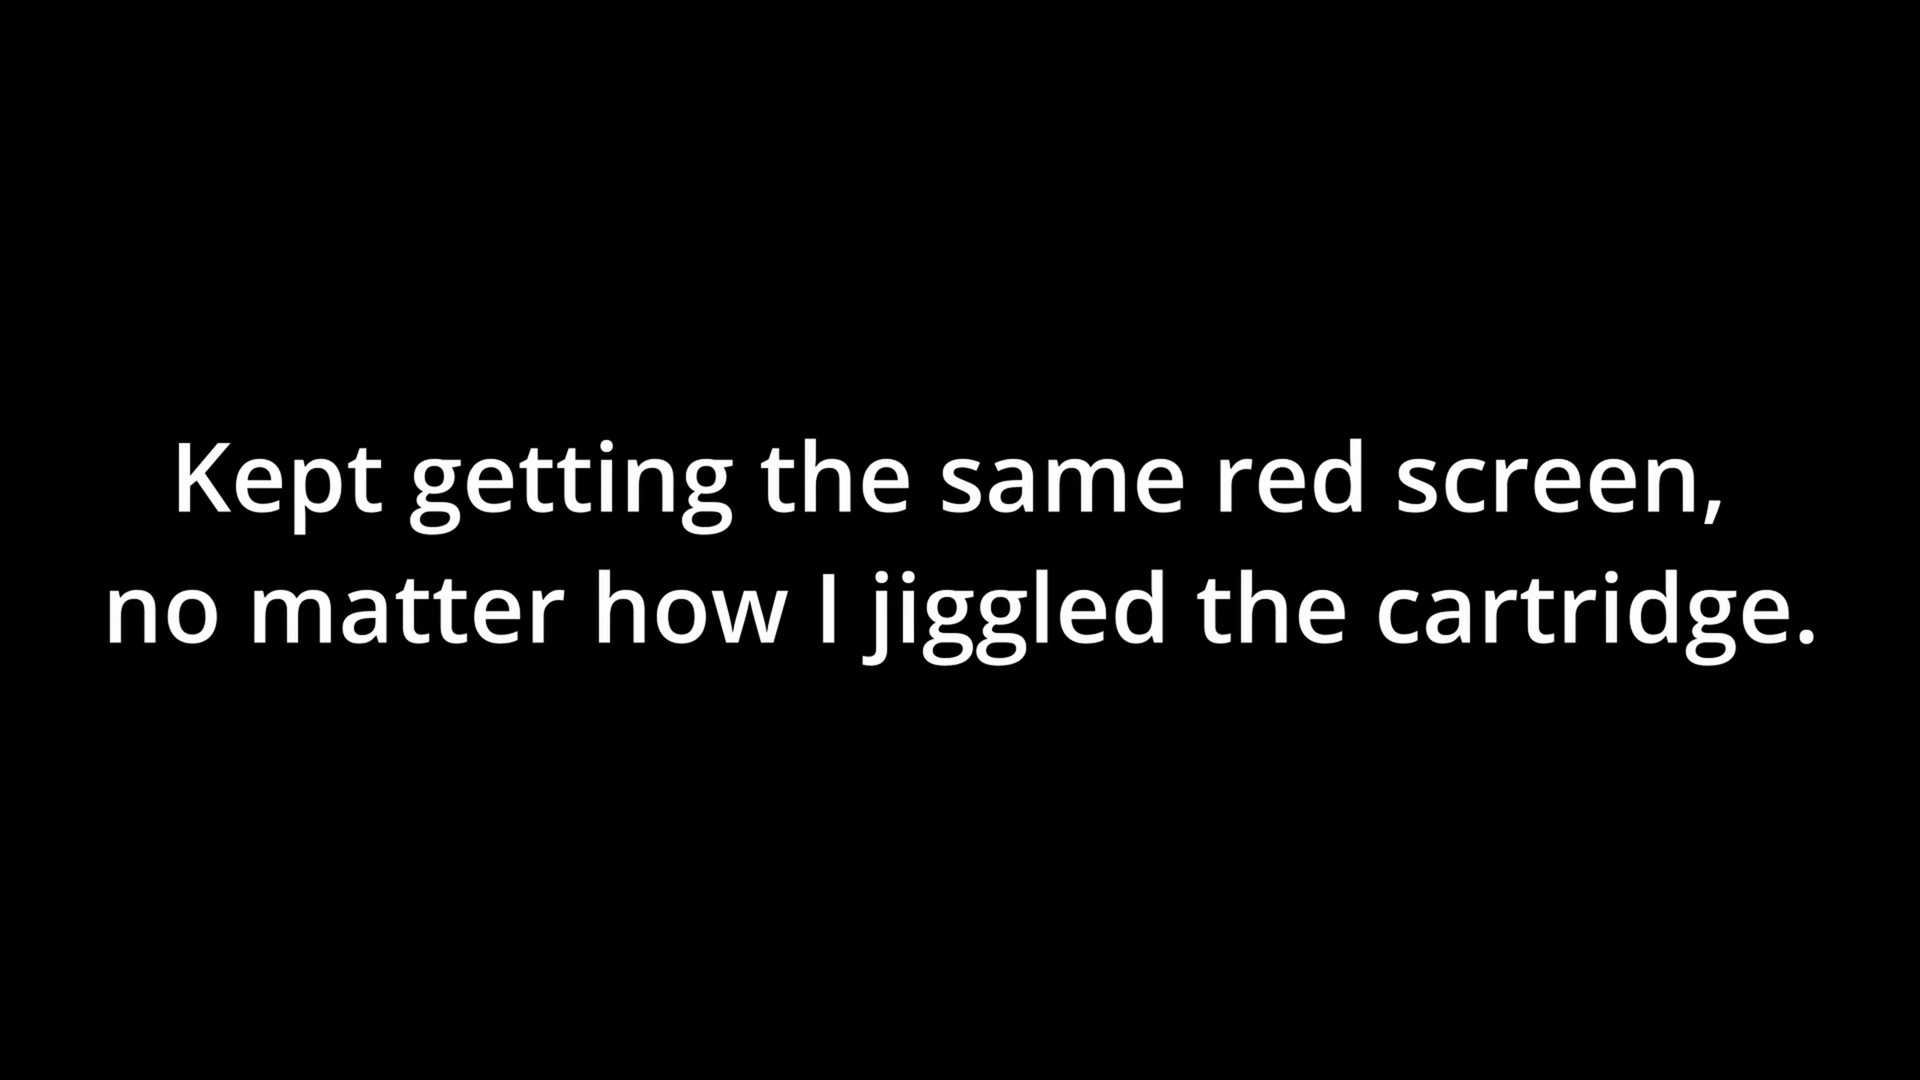 Kept getting the same red screen,
no matter how I jiggled the cartridge.